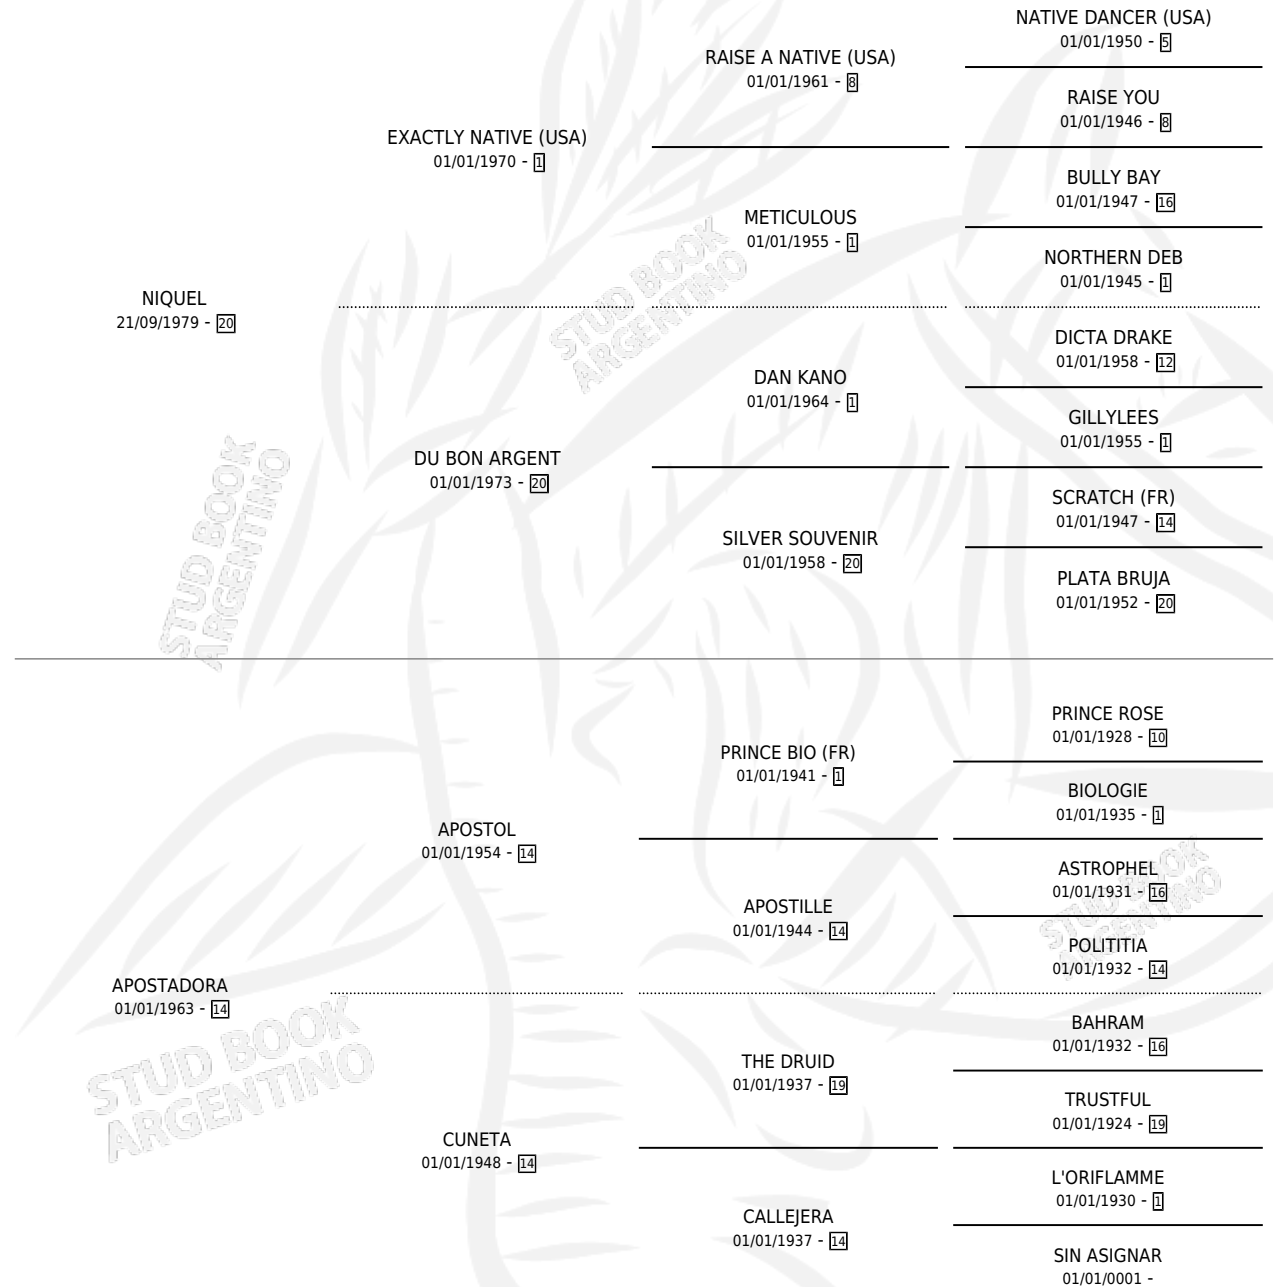 NATIVE DANCER (USA)
01/01/1950 - 5
RAISE A NATIVE (USA)
01/01/1961 - 8
RAISE YOU
01/01/1946 - 8
EXACTLY NATIVE (USA)
01/01/1970 - 1
BULLY BAY
01/01/1947 - 16
METICULOUS
01/01/1955 - 1
NORTHERN DEB
01/01/1945 - 1
NIQUEL
21/09/1979 - 20
DICTA DRAKE
01/01/1958 - 12
DAN KANO
01/01/1964 - 1
GILLYLEES
01/01/1955 - 1
DU BON ARGENT
01/01/1973 - 20
SCRATCH (FR)
01/01/1947 - 14
SILVER SOUVENIR
01/01/1958 - 20
PLATA BRUJA
01/01/1952 - 20
PRINCE ROSE
01/01/1928 - 10
PRINCE BIO (FR)
01/01/1941 - 1
BIOLOGIE
01/01/1935 - 1
APOSTOL
01/01/1954 - 14
ASTROPHEL
01/01/1931 - 16
APOSTILLE
01/01/1944 - 14
POLITITIA
01/01/1932 - 14
APOSTADORA
01/01/1963 - 14
BAHRAM
01/01/1932 - 16
THE DRUID
01/01/1937 - 19
TRUSTFUL
01/01/1924 - 19
CUNETA
01/01/1948 - 14
L'ORIFLAMME
01/01/1930 - 1
CALLEJERA
01/01/1937 - 14
SIN ASIGNAR
01/01/0001 -
STUD BOOK
ARGENTINO
STUD BOOK
ARGENTINO
STUD BOOK
ARGENTINO
STUD BOOK
ARGENTINO